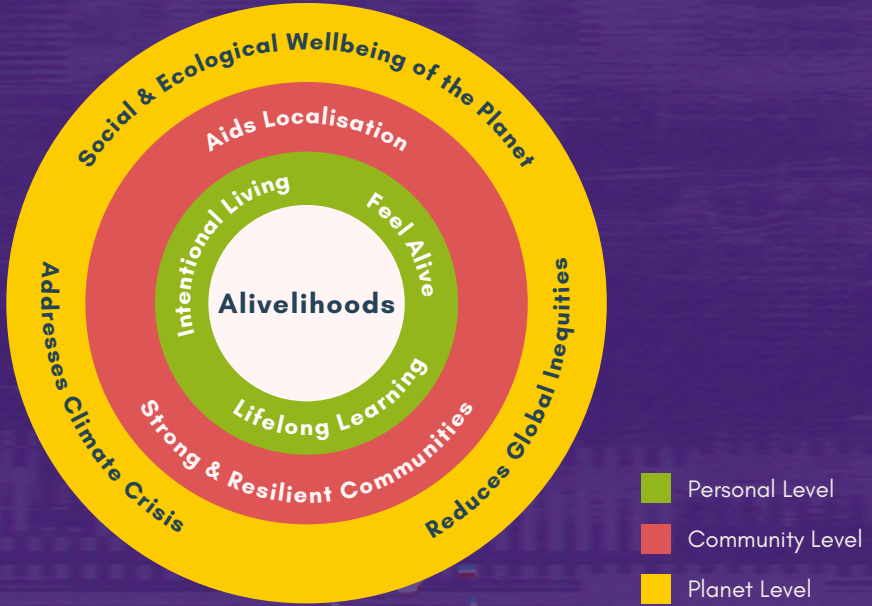 Social & Ecological Wellbeing of the Planet
Aids Localisation
Intentional Living
Feel Alive
Alivelihoods
Lifelong Learning
Strong & Resilient Communities
Addresses Climate Crisis
Reduces Global Inequities
Personal Level
Community Level
Planet Level